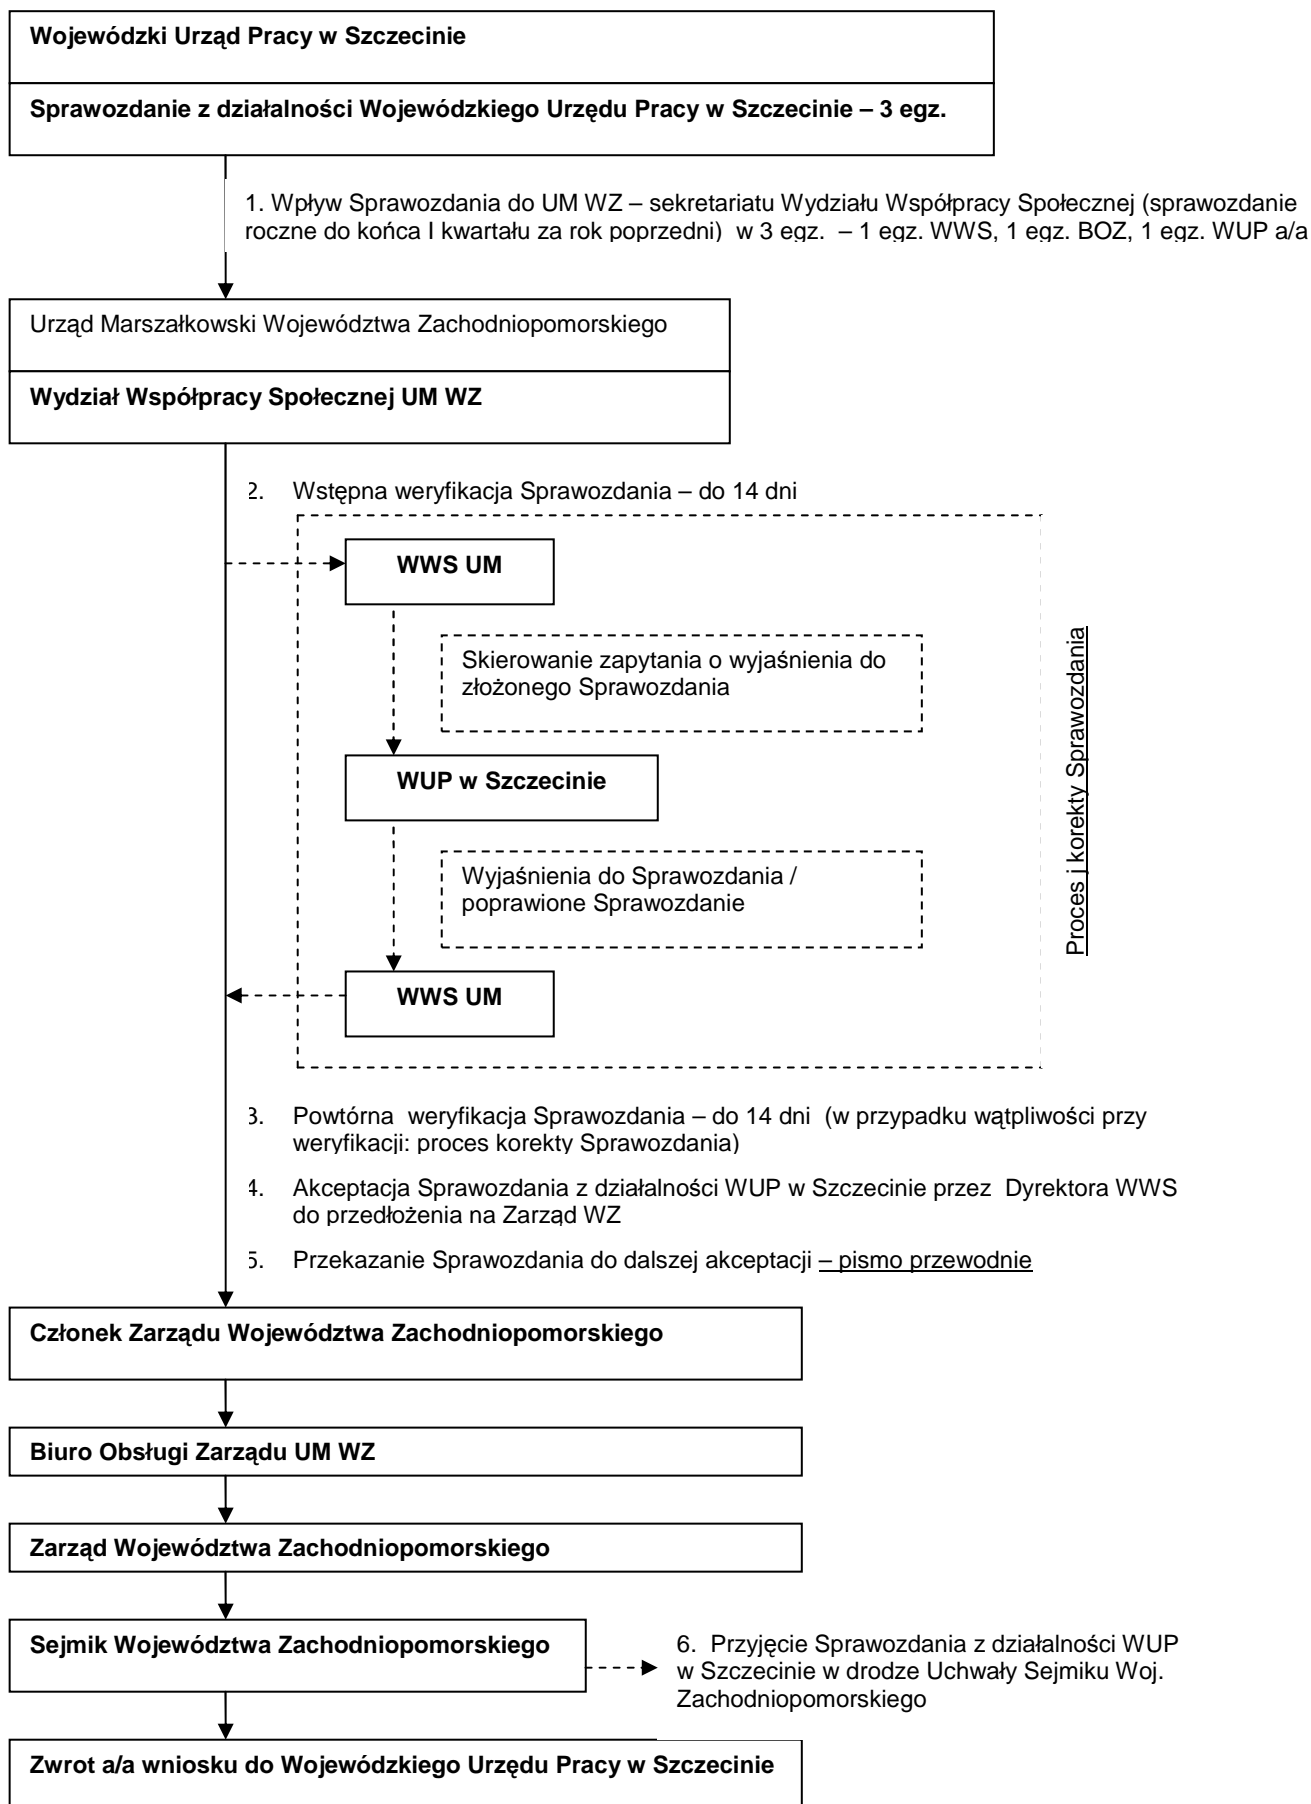 Wojewódzki Urząd Pracy w Szczecinie
Sprawozdanie z działalności Wojewódzkiego Urzędu Pracy w Szczecinie – 3 egz.
1. Wpływ Sprawozdania do UM WZ – sekretariatu Wydziału Współpracy Społecznej (sprawozdanie
roczne do końca I kwartału za rok poprzedni) w 3 egz. – 1 egz. WWS, 1 egz. BOZ, 1 egz. WUP a/a
Urząd Marszałkowski Województwa Zachodniopomorskiego
Wydział Współpracy Społecznej UM WZ
2. Wstępna weryfikacja Sprawozdania – do 14 dni
WWS UM
Skierowanie zapytania o wyjaśnienia do
złożonego Sprawozdania
WUP w Szczecinie
Wyjaśnienia do Sprawozdania /
poprawione Sprawozdanie
WWS UM
Proces j korekty Sprawozdania
3. Powtórna weryfikacja Sprawozdania – do 14 dni (w przypadku wątpliwości przy
weryfikacji: proces korekty Sprawozdania)
4. Akceptacja Sprawozdania z działalności WUP w Szczecinie przez Dyrektora WWS
do przedłożenia na Zarząd WZ
5. Przekazanie Sprawozdania do dalszej akceptacji – pismo przewodnie
Członek Zarządu Województwa Zachodniopomorskiego
Biuro Obsługi Zarządu UM WZ
Zarząd Województwa Zachodniopomorskiego
Sejmik Województwa Zachodniopomorskiego
6. Przyjęcie Sprawozdania z działalności WUP
w Szczecinie w drodze Uchwały Sejmiku Woj.
Zachodniopomorskiego
Zwrot a/a wniosku do Wojewódzkiego Urzędu Pracy w Szczecinie